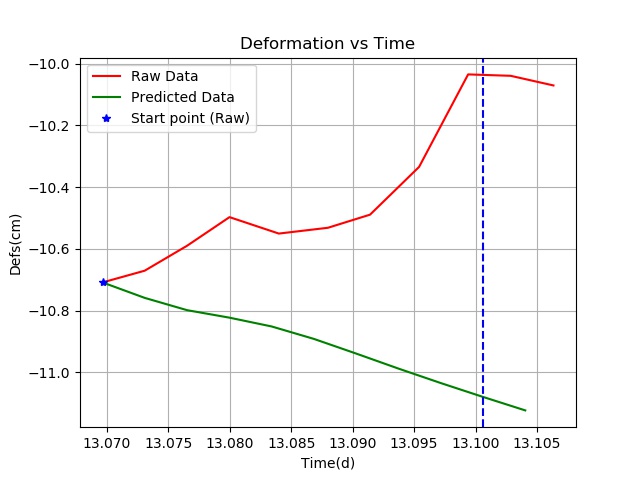 Deformation vs Time
Raw Data
Predicted Data
Start point (Raw)
Defs(cm)
−10.0
−10.2
−10.4
−10.6
−10.8
−11.0
13.070 13.075 13.080 13.085 13.090 13.095 13.100 13.105
Time(d)